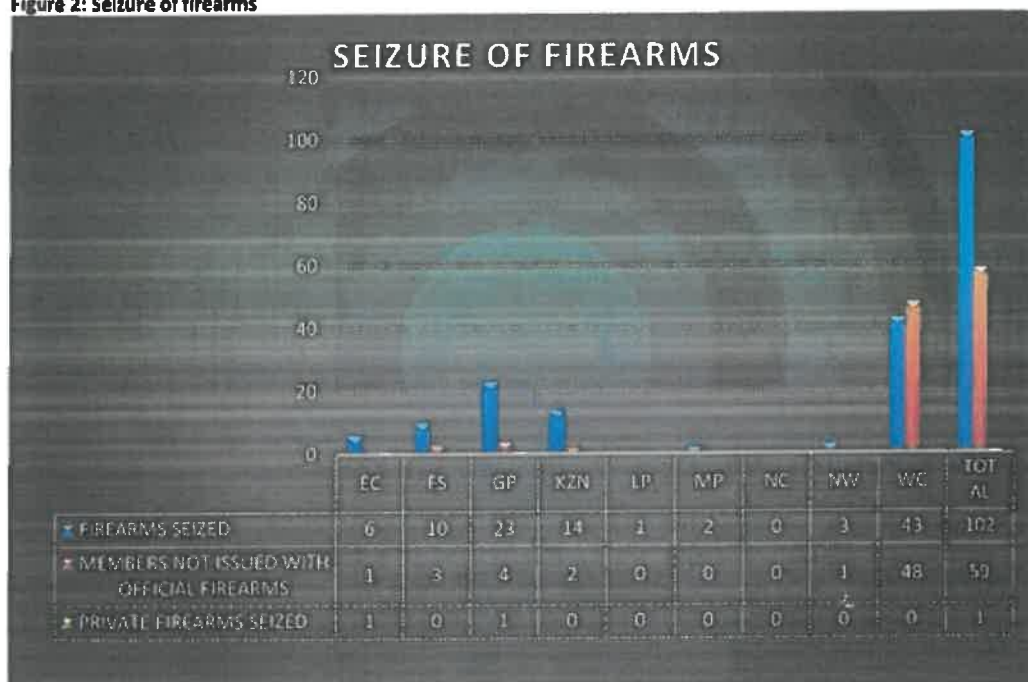 Figure 2: Seizure of firearms
SEIZURE OF FIREARMS
120
100
80
60
40
20
0
EC FS GP KZN LP MP NC NW WC TOT
AL
FIREARMS SEIZED 6 10 23 14 1 2 0 3 43 102
MEMBERS NOT ISSUED WITH
OFFICIAL FIREARMS 1 3 4 2 0 0 0 1 48 59
PRIVATE FIREARMS SEIZED 1 0 1 0 0 0 0 0 0 1